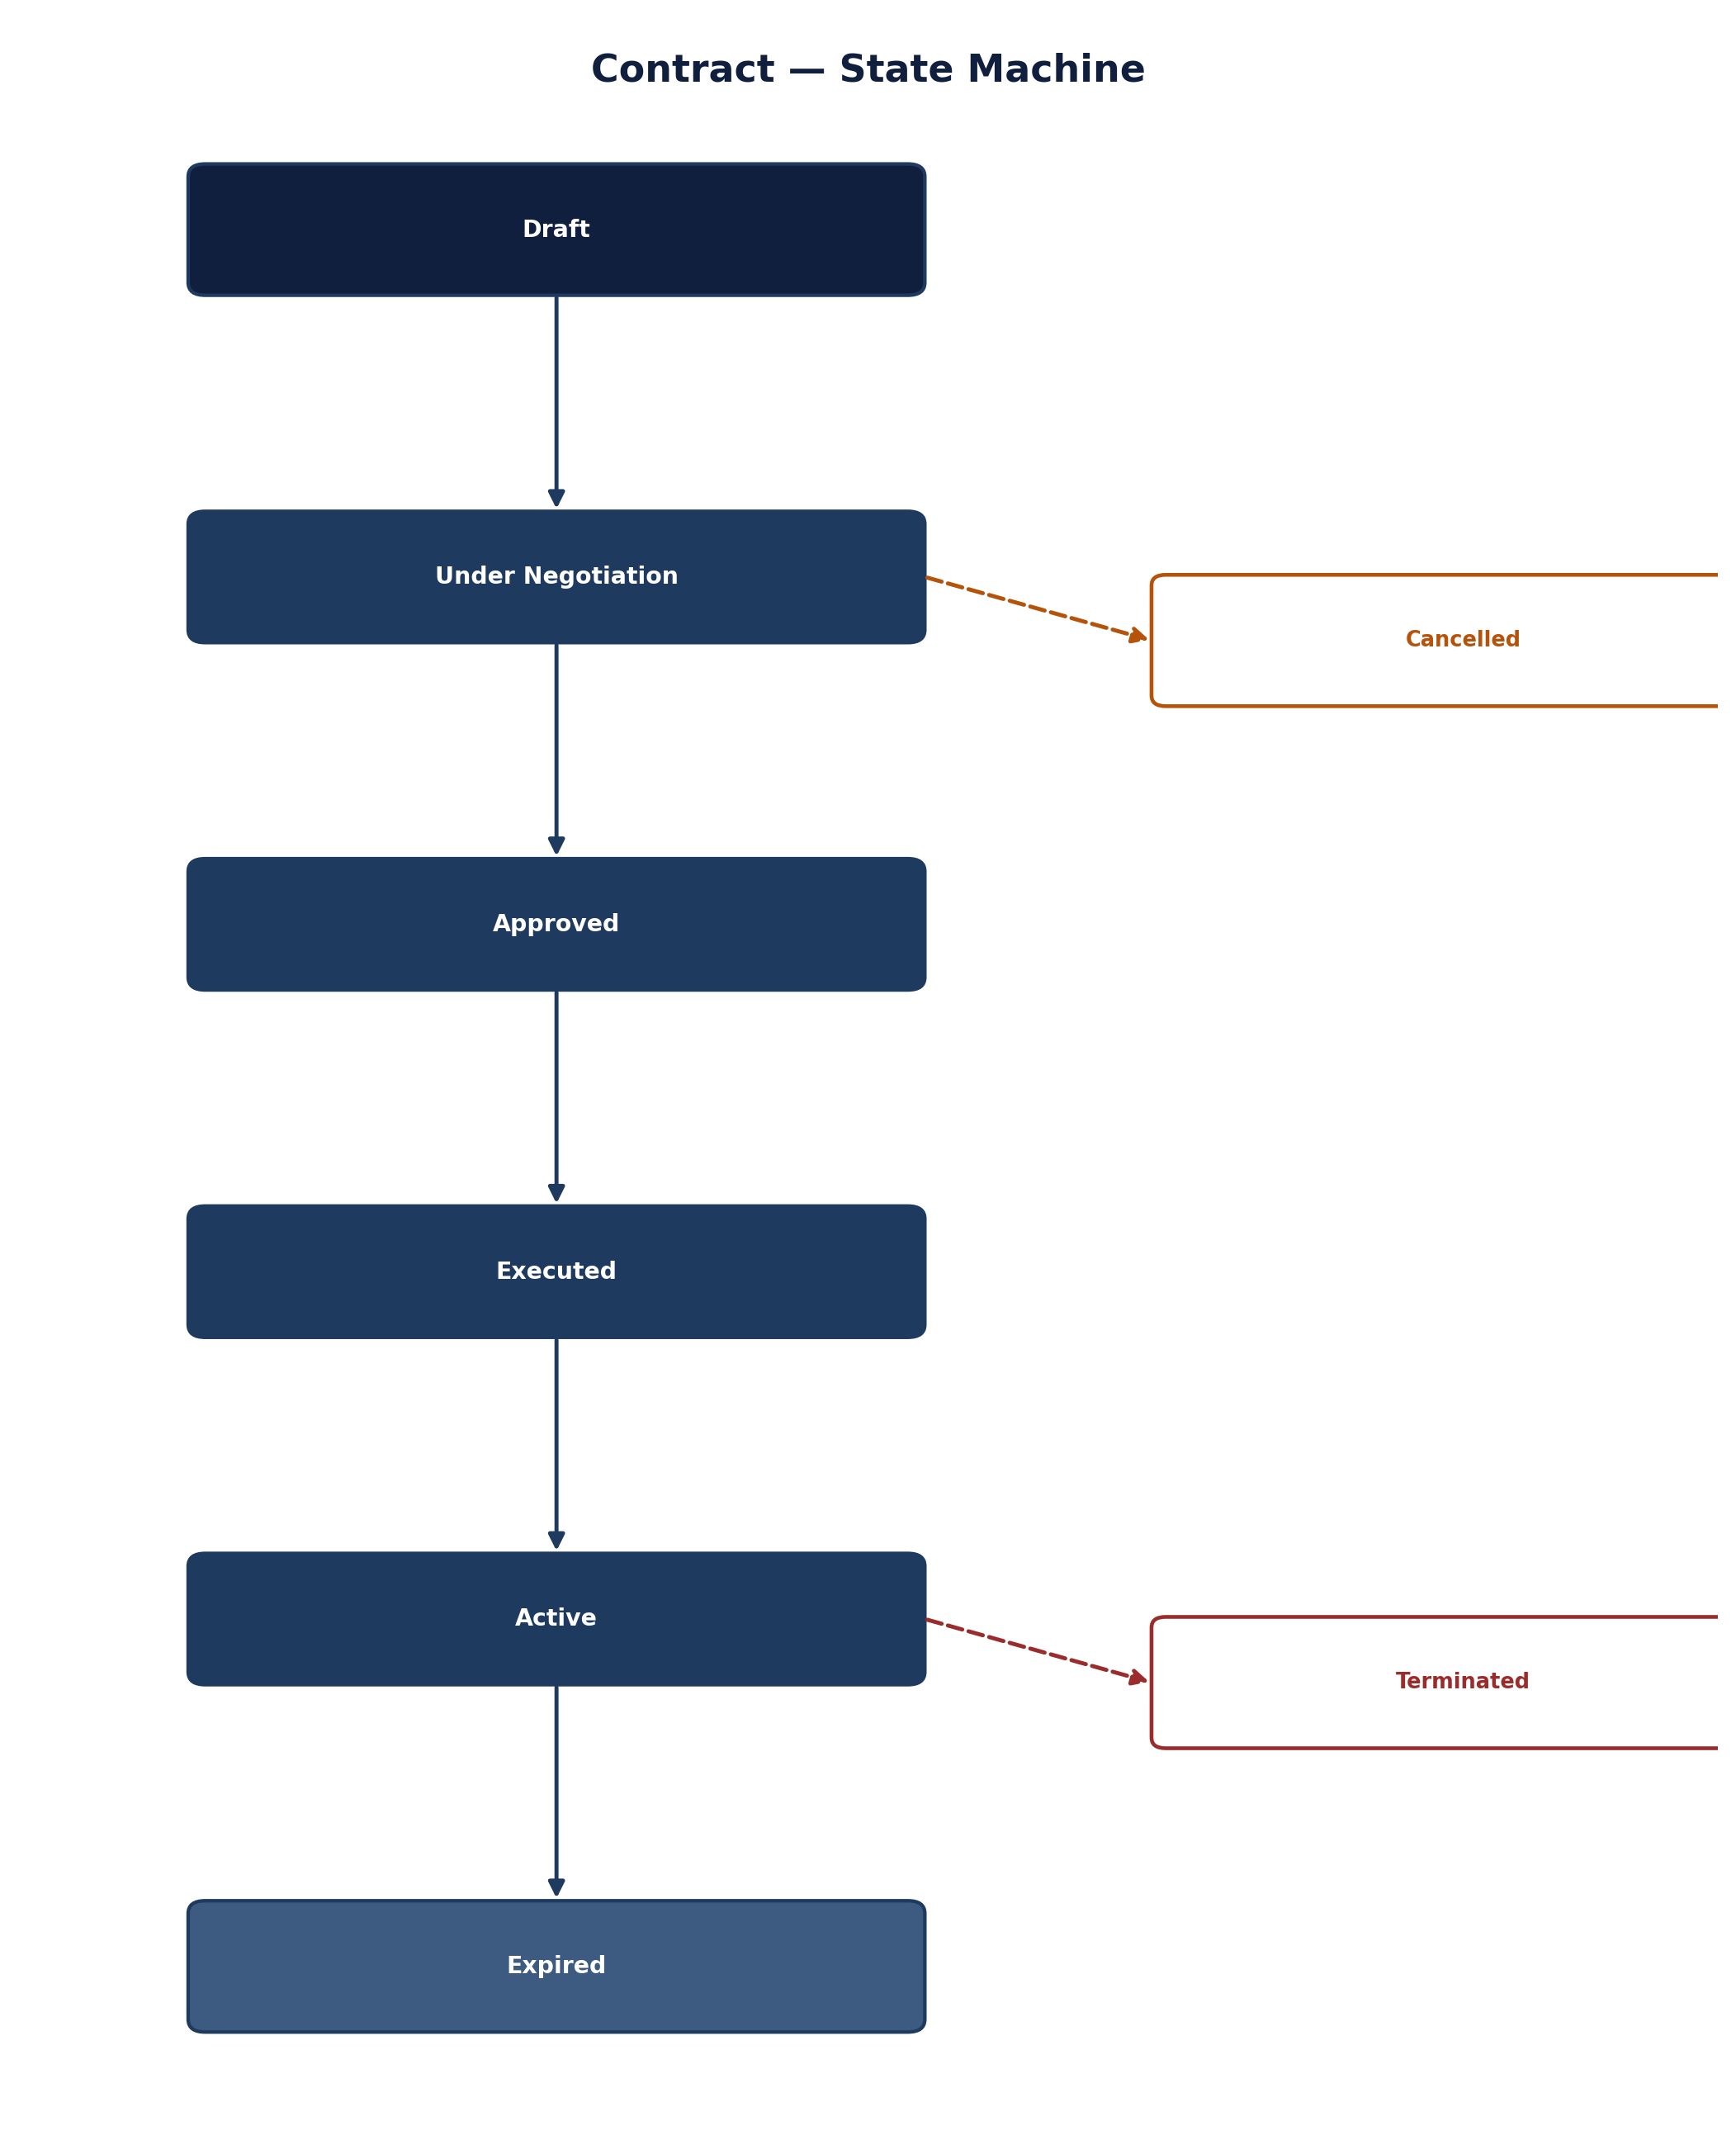 Contract — State Machine
Draft
Under Negotiation
Cancelled
Approved
Executed
Active
Terminated
Expired